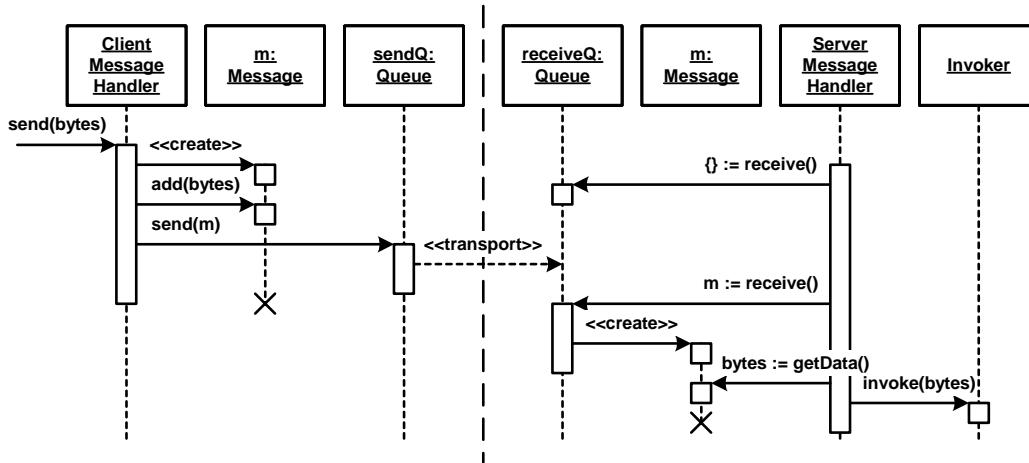 Client
Message
Handler
m:
Message
sendQ:
Queue
receiveQ:
Queue
m:
Message
Server
Message
Handler
Invoker
send(bytes)
<<create>>
{} := receive()
add(bytes)
send(m)
<<transport>>
m := receive()
<<create>>
bytes := getData()
invoke(bytes)